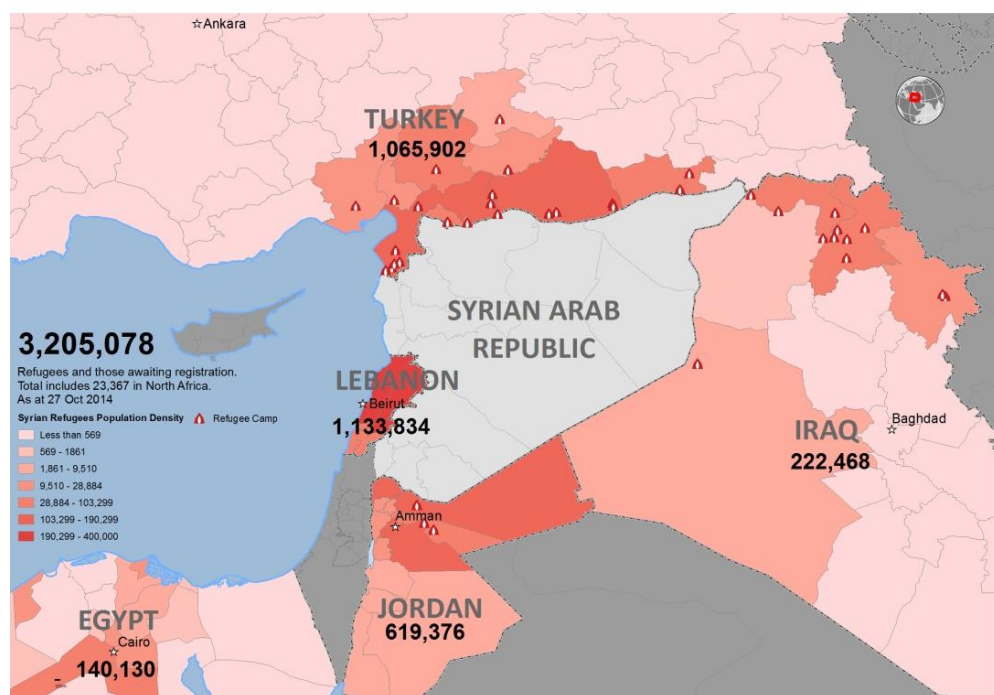 Ankara
TURKEY
1,065,902
SYRIAN ARAB
REPUBLIC
3,205,078
Refugees and those awaiting registration.
Total includes 23,367 in North Africa.
As at 27 Oct 2014
Syrian Refugees Population Density
Refugee Camp
Less than 569
569 - 1861
1,861 - 9,510
9,510 - 28,884
28,884 - 103,299
103,299 - 190,299
190,299 - 400,000
LEBANON
Beirut
1,133,834
Baghdad
IRAQ
222,468
Amman
JORDAN
619,376
EGYPT
Cairo
140,130